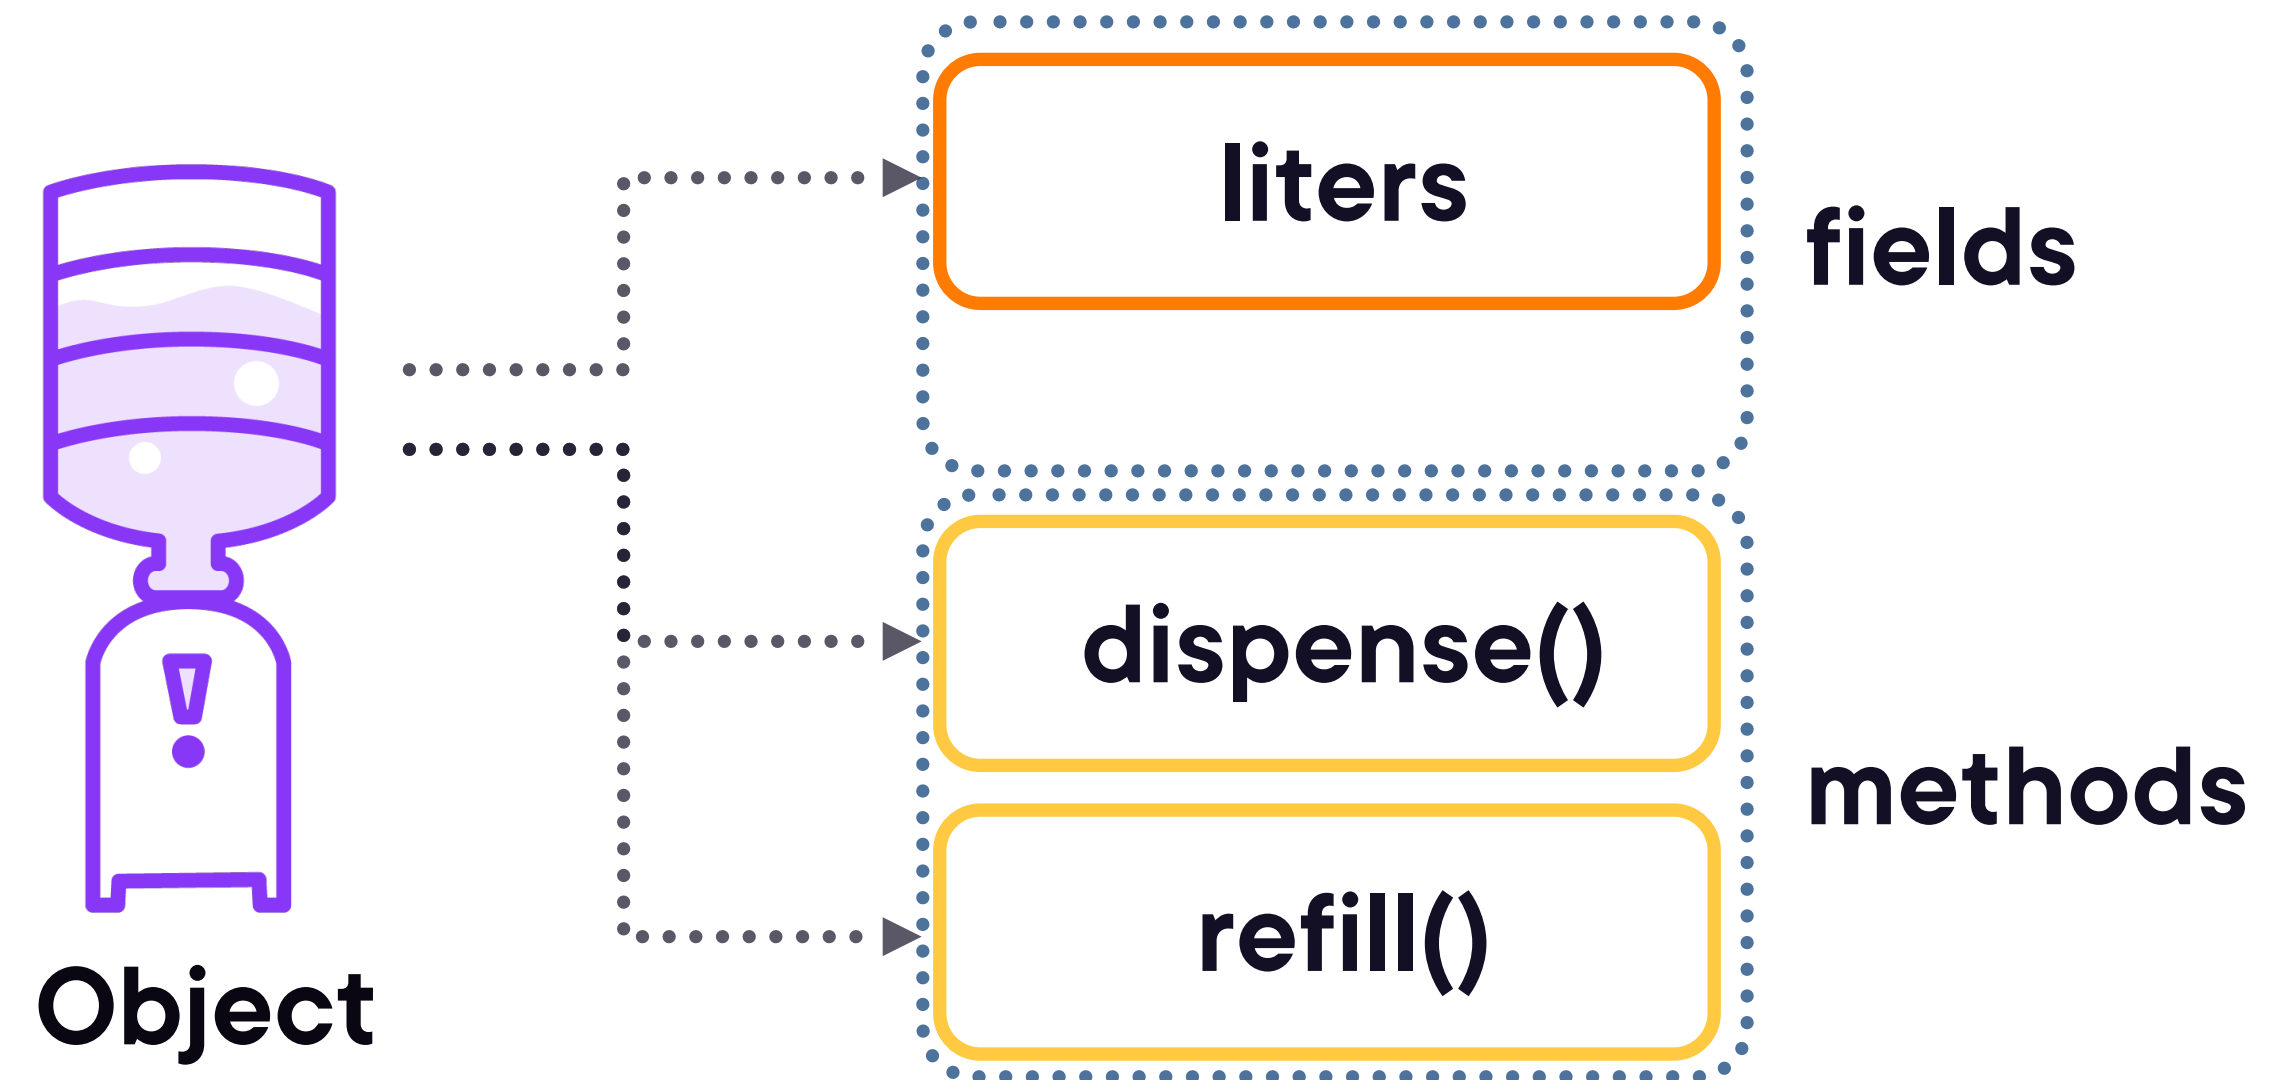 liters
fields
dispense()
methods
refill()
Object